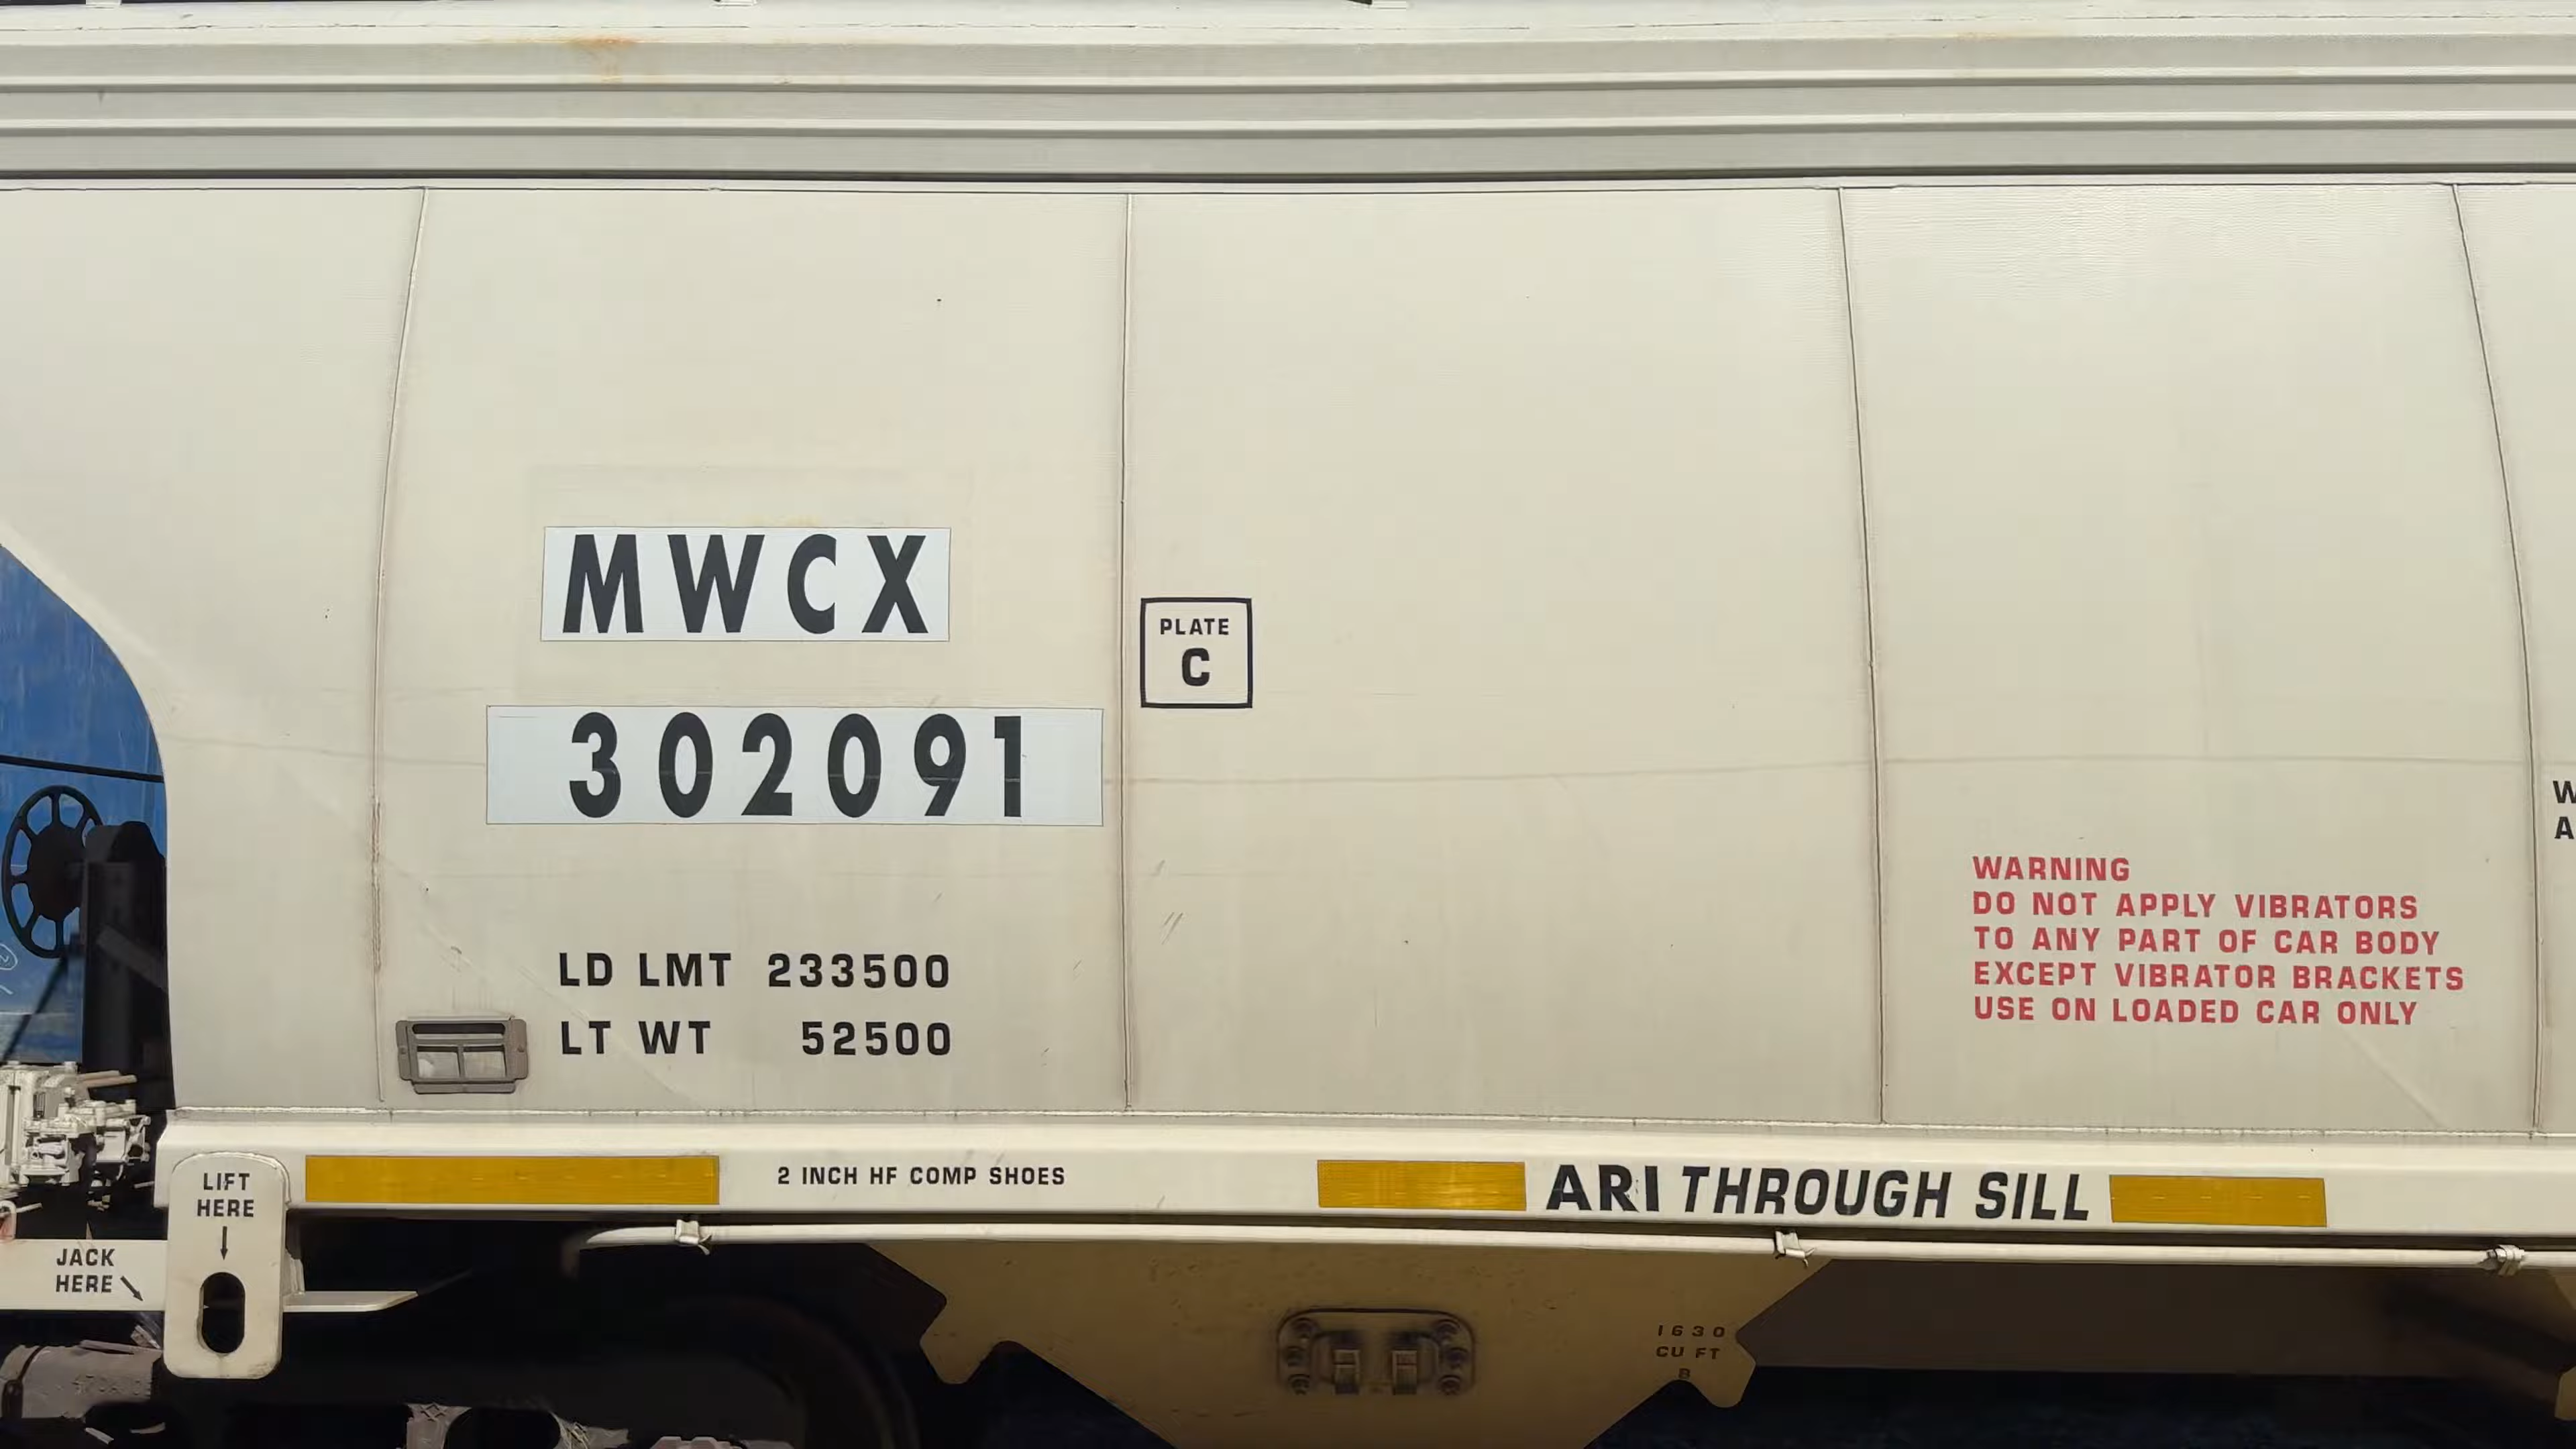 MWCX
302091
PLATE
C
LD LMT 233500
LT WT 52500
WARNING
DO NOT APPLY VIBRATORS
TO ANY PART OF CAR BODY
EXCEPT VIBRATOR BRACKETS
USE ON LOADED CAR ONLY
LIFT
HERE
JACK
HERE
2 INCH HF COMP SHOES
ARI THROUGH SILL
1630
CU FT
B